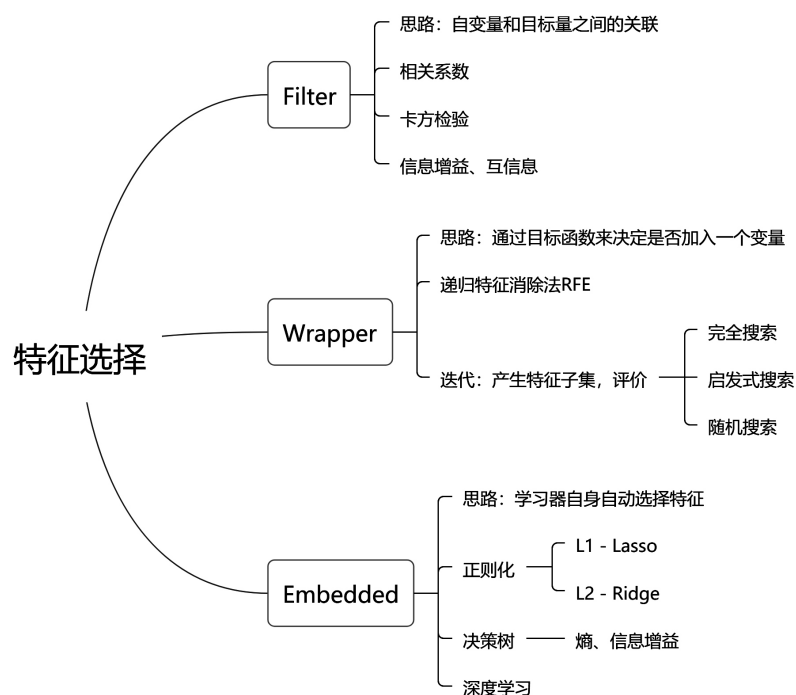 特征选择
Filter
思路：自变量和目标量之间的关联
相关系数
卡方检验
信息增益、互信息
Wrapper
思路：通过目标函数来决定是否加入一个变量
递归特征消除法RFE
迭代：产生特征子集，评价
完全搜索
启发式搜索
随机搜索
Embedded
思路：学习器自身自动选择特征
正则化
L1 - Lasso
L2 - Ridge
决策树
熵、信息增益
深度学习